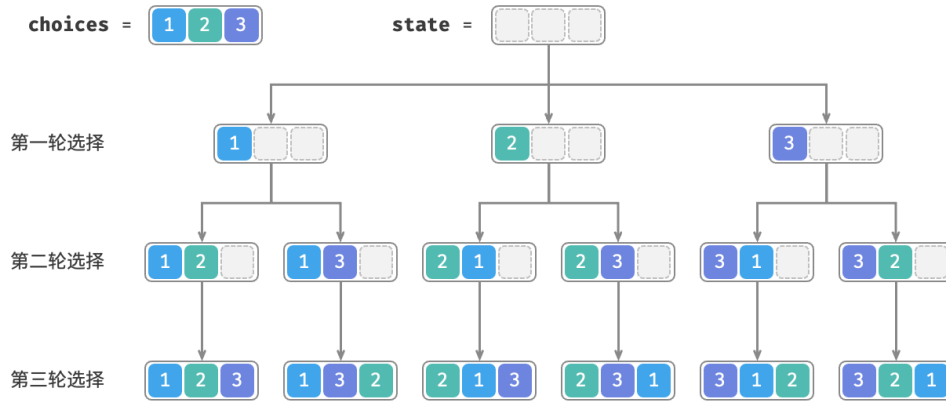 choices = 1 2 3
state =
第一轮选择
1
2
3
第二轮选择
1 2
1 3
2 1
2 3
3 1
3 2
第三轮选择
1 2 3
1 3 2
2 1 3
2 3 1
3 1 2
3 2 1